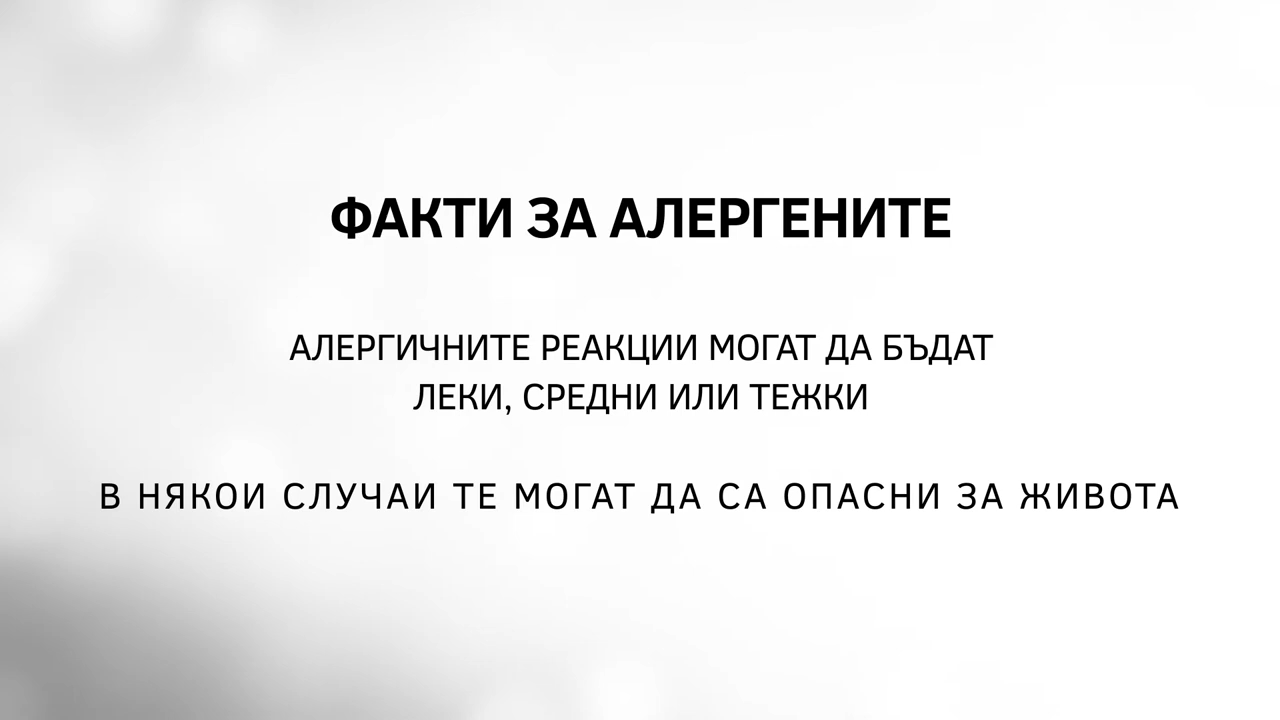 ФАКТИ ЗА АЛЕРГЕНИТЕ
АЛЕРГИЧНИТЕ РЕАКЦИИ МОГАТ ДА БЪДАТ
ЛЕКИ, СРЕДНИ ИЛИ ТЕЖКИ
В НЯКОИ СЛУЧАИ ТЕ МОГАТ ДА СА ОПАСНИ ЗА ЖИВОТА